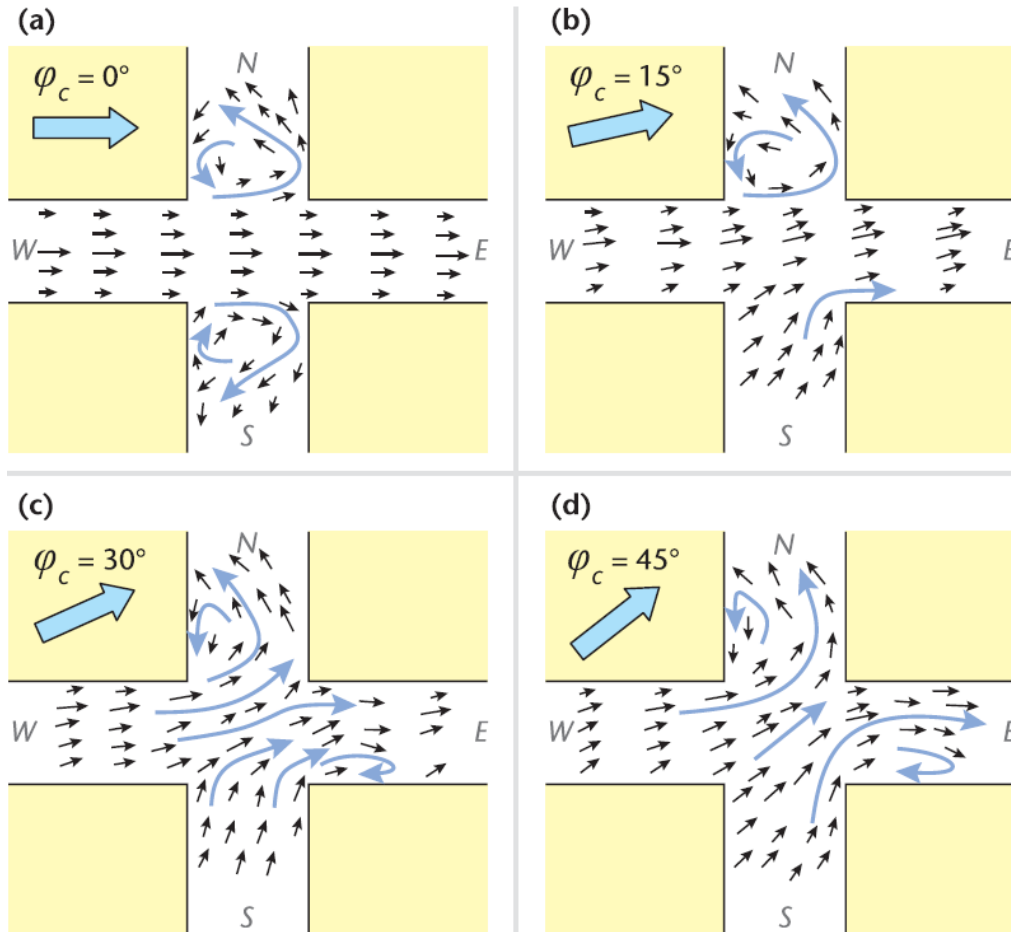 (a)
φc = 0°
N
W
E
S
(b)
φc = 15°
N
W
E
S
(c)
φc = 30°
N
W
E
S
(d)
φc = 45°
N
W
E
S